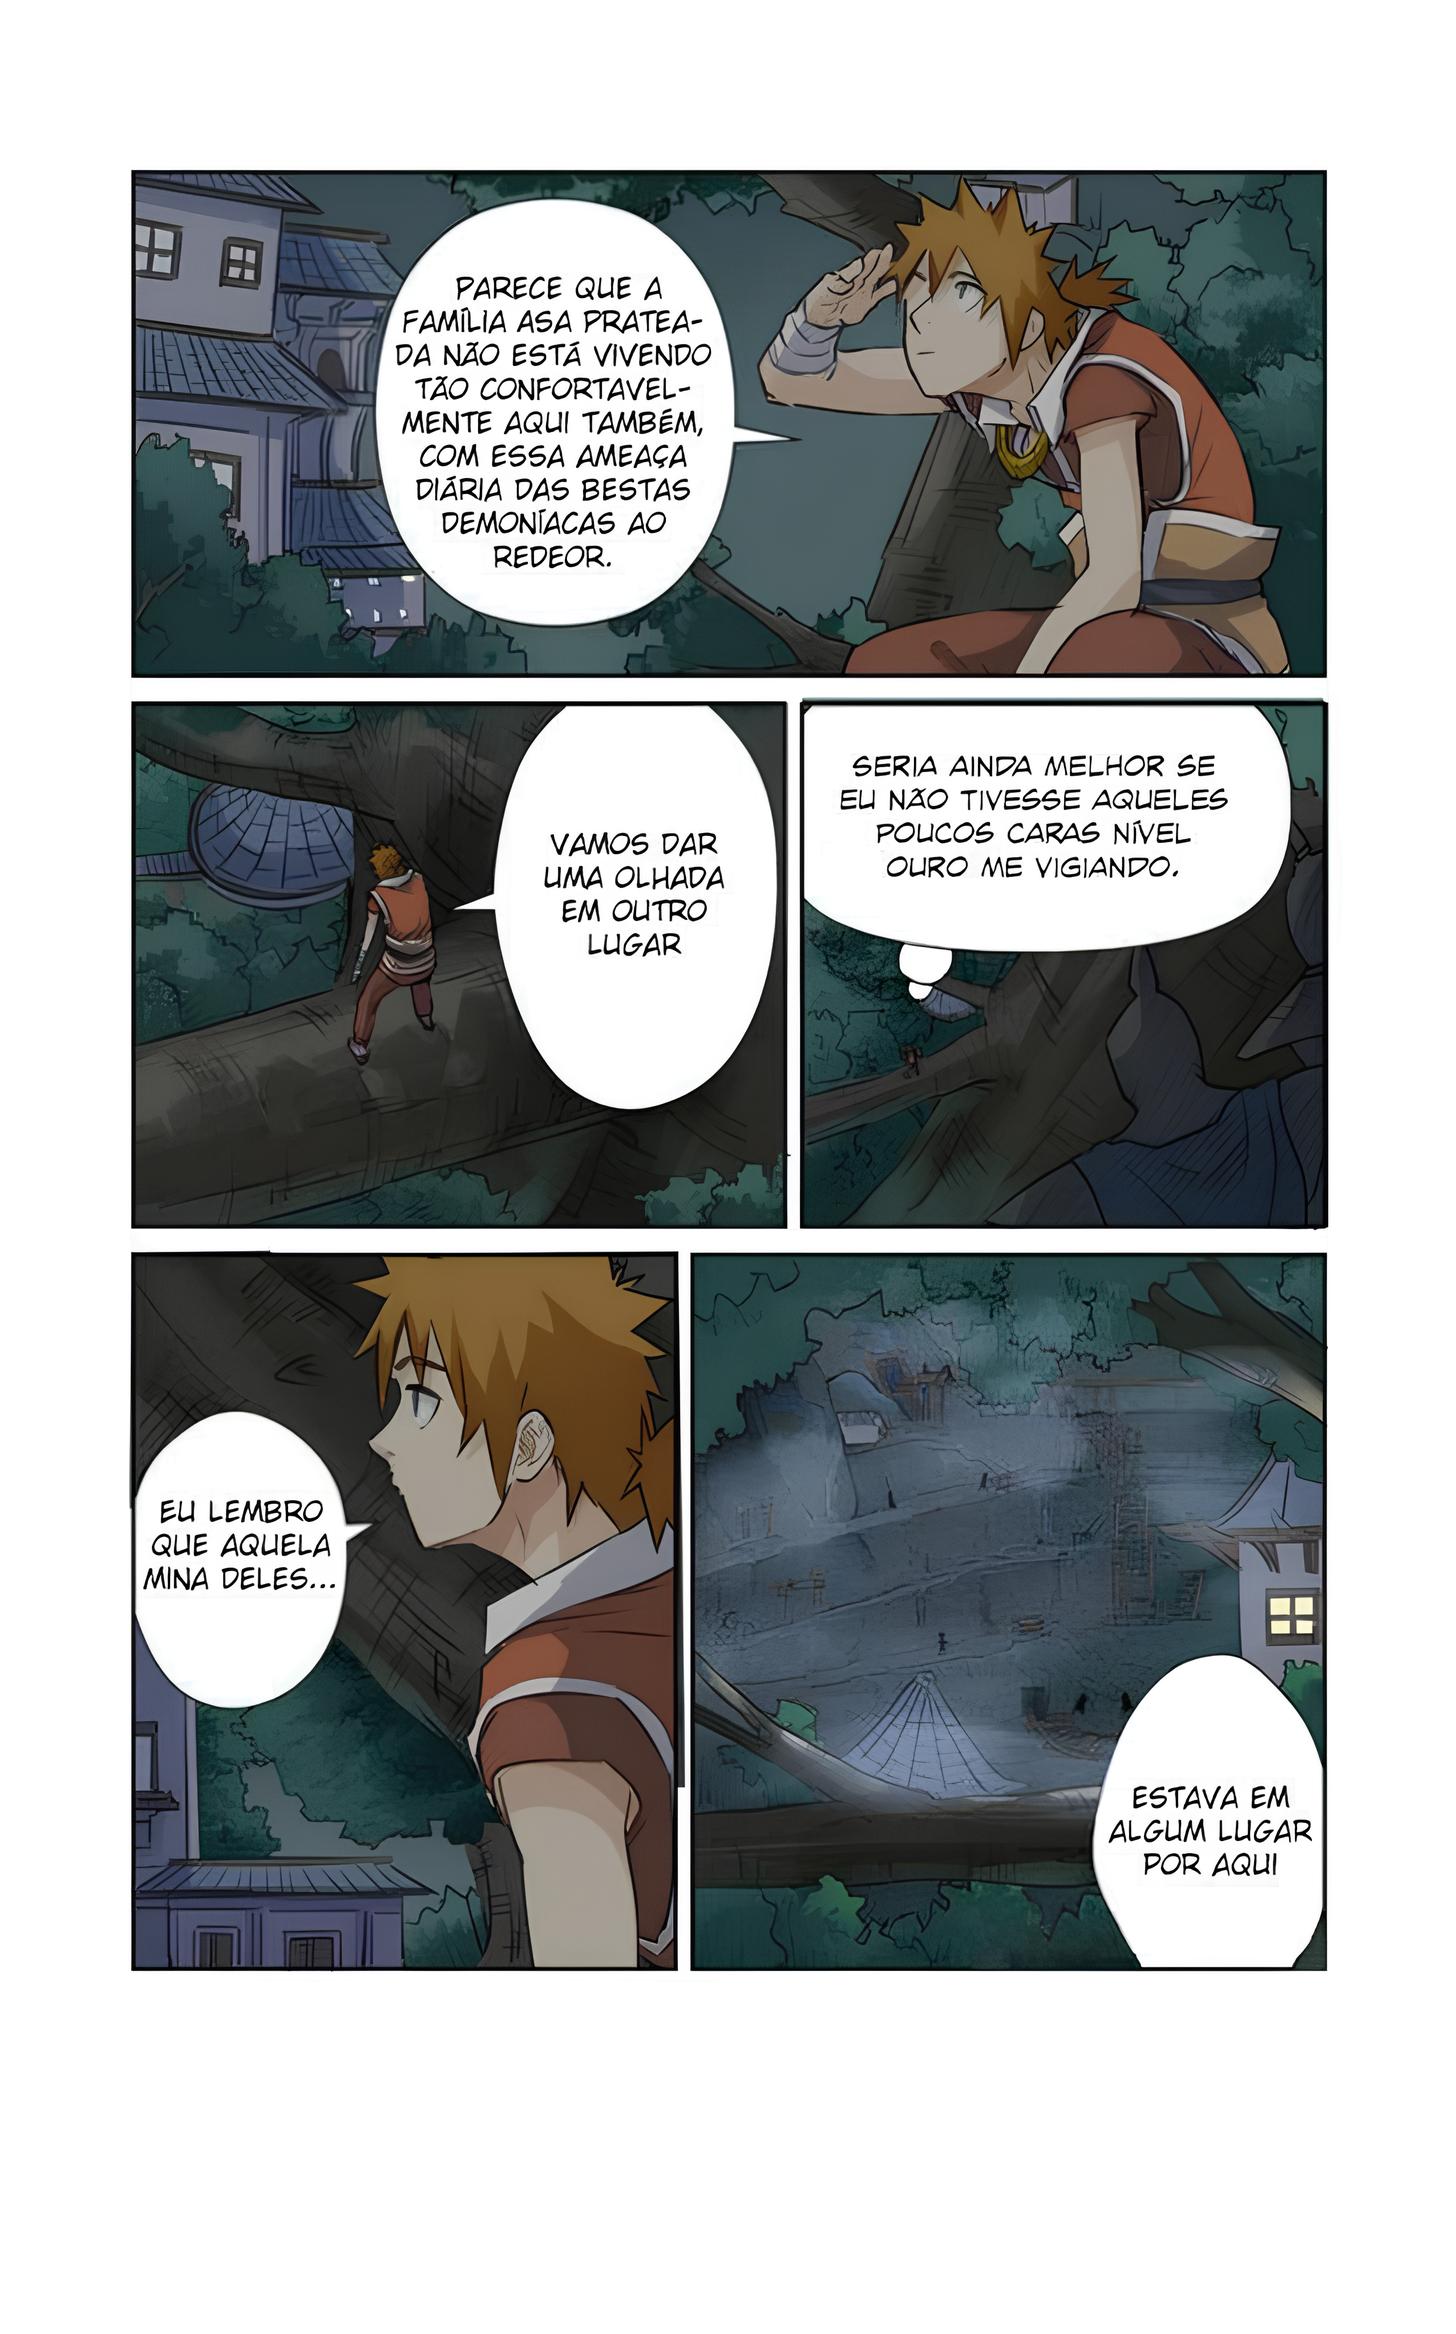 PARECE QUE A
FAMÍLIA ASA PRATEA-
DA NÃO ESTÁ VIVENDO
TÃO CONFORTAVEL-
MENTE AQUI TAMBÉM,
COM ESSA AMEAÇA
DIÁRIA DAS BESTAS
DEMONÍACAS AO
REDEOR.
VAMOS DAR
UMA OLHADA
EM OUTRO
LUGAR
SERIA AINDA MELHOR SE
EU NÃO TIVESSE AQUELES
POUCOS CARAS NÍVEL
OURO ME VIGIANDO.
EU LEMBRO
QUE AQUELA
MINA DELES...
ESTAVA EM
ALGUM LUGAR
POR AQUI